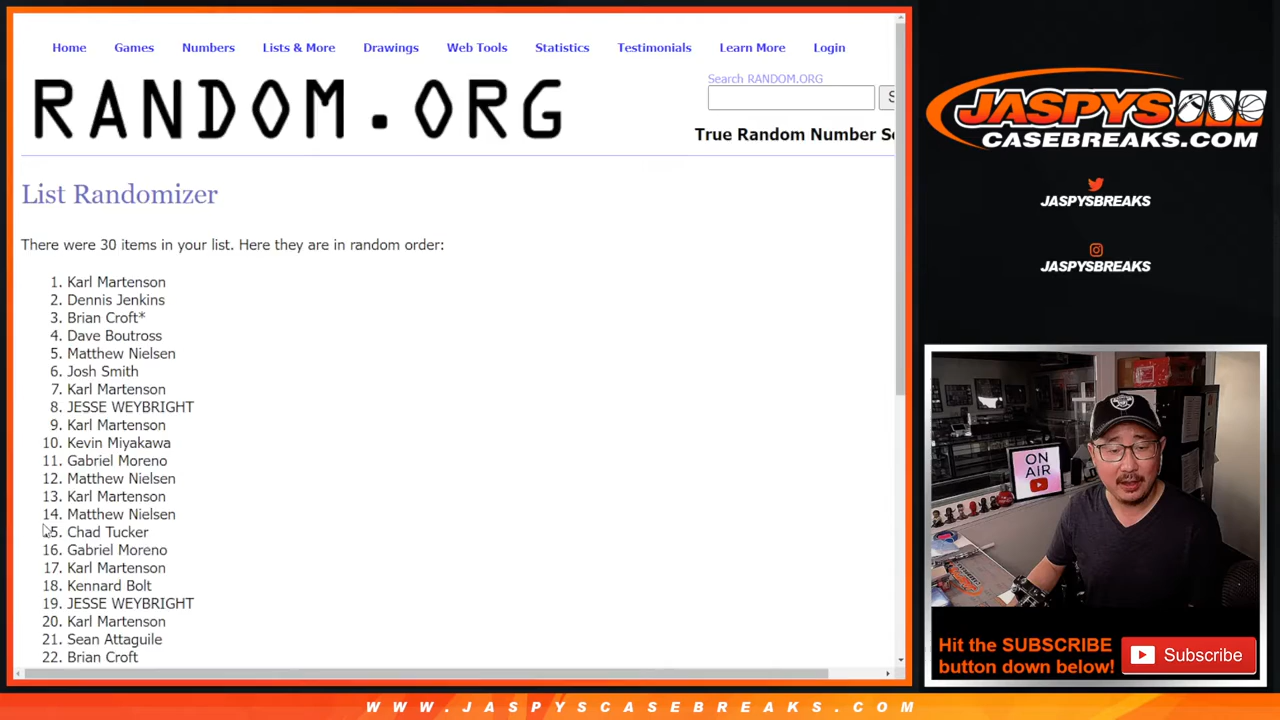 Home Games Numbers Lists & More Drawings Web Tools Statistics Testimonials Learn More Login
RANDOM.ORG
Search RANDOM.ORG
True Random Number Se
List Randomizer
There were 30 items in your list. Here they are in random order:
1. Karl Martenson
2. Dennis Jenkins
3. Brian Croft*
4. Dave Boutross
5. Matthew Nielsen
6. Josh Smith
7. Karl Martenson
8. JESSE WEYBRIGHT
9. Karl Martenson
10. Kevin Miyakawa
11. Gabriel Moreno
12. Matthew Nielsen
13. Karl Martenson
14. Matthew Nielsen
15. Chad Tucker
16. Gabriel Moreno
17. Karl Martenson
18. Kennard Bolt
19. JESSE WEYBRIGHT
20. Karl Martenson
21. Sean Attaguile
22. Brian Croft
JASPYS
CASEBREAKS.COM
JASPYSBREAKS
JASPYSBREAKS
ON
AIR
Hit the SUBSCRIBE
button down below!
Subscribe
WWW.JASPYSCASEBREAKS.COM